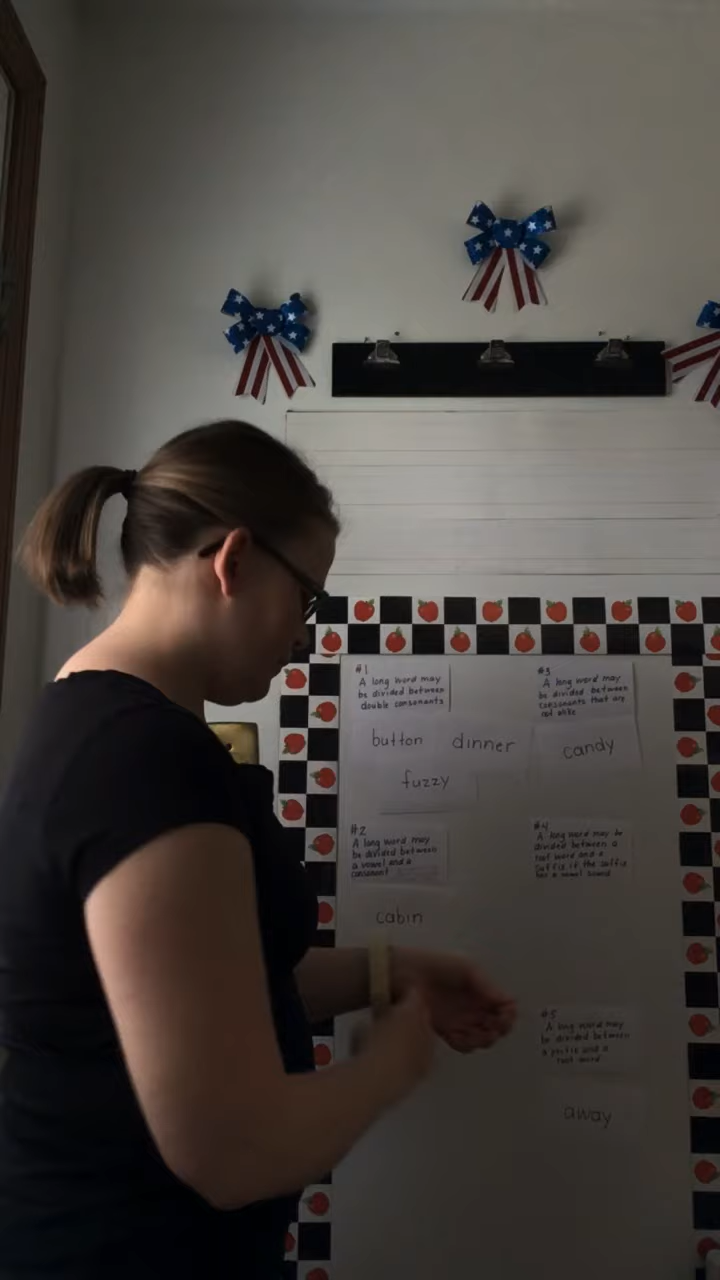 #1
A long word may
be divided between
double consonants
button
dinner
fuzzy
#2
A long word may
be divided between
a vowel and a
consonant
cabin
#3
A long word may
be divided between
consonants that are
not alike
candy
#4
A long word may be
divided between a
root word and a
suffix if the suffix
has a vowel sound
#5
A long word may
be divided between
a prefix and a
root word
away